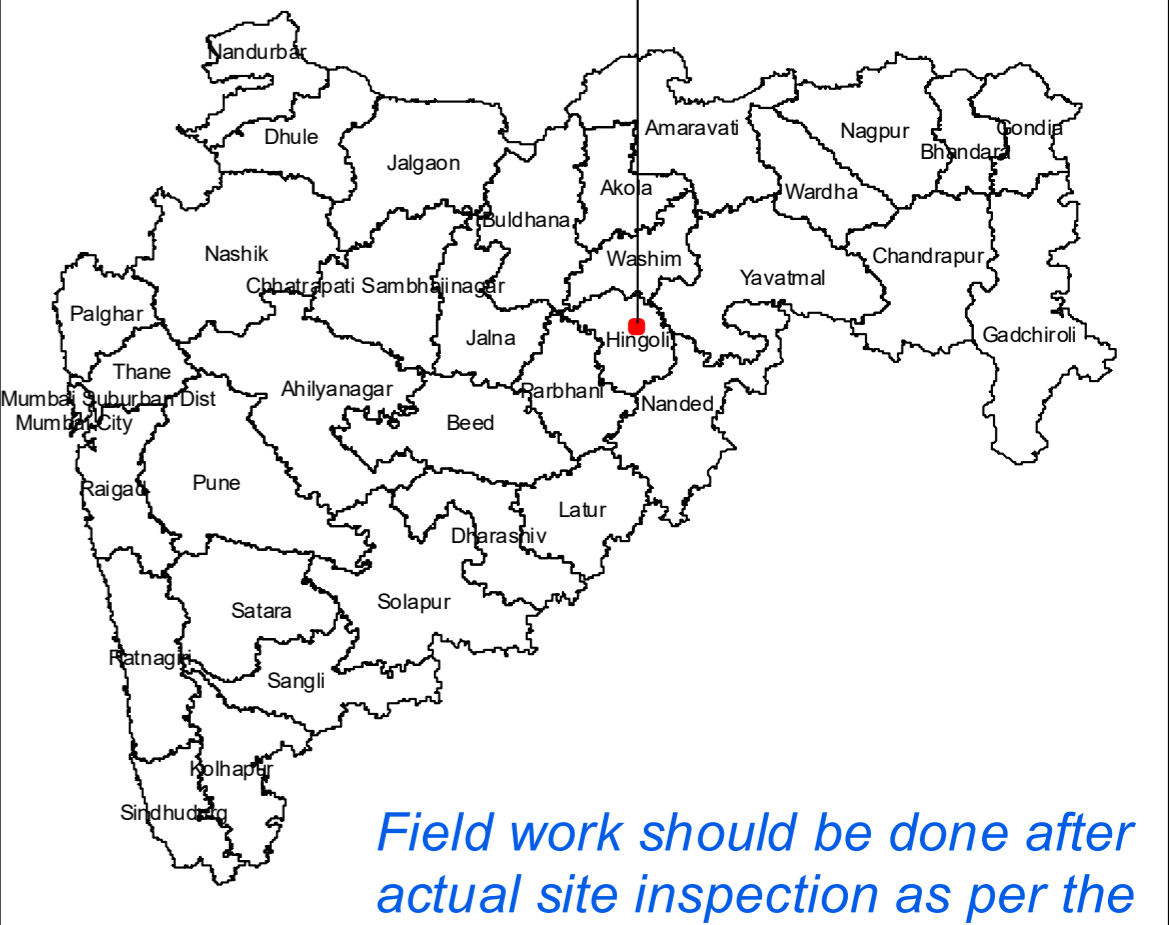 Nandurbar
Dhule
Jalgaon
Amaravati
Nagpur
Gondia
Bhandara
Akola
Wardha
Buldhana
Nashik
Washim
Chandrapur
Chhatrapati Sambhajinagar
Yavatmal
Palghar
Jalna
Hingoli
Gadchiroli
Thane
Ahilyanagar
Parbhani
Mumbai Suburban Dist
Nanded
Mumbai City
Beed
Raigad
Pune
Latur
Dharashiv
Satara
Solapur
Ratnagiri
Sangli
Kolhapur
Sindhudurg
Field work should be done after
actual site inspection as per the